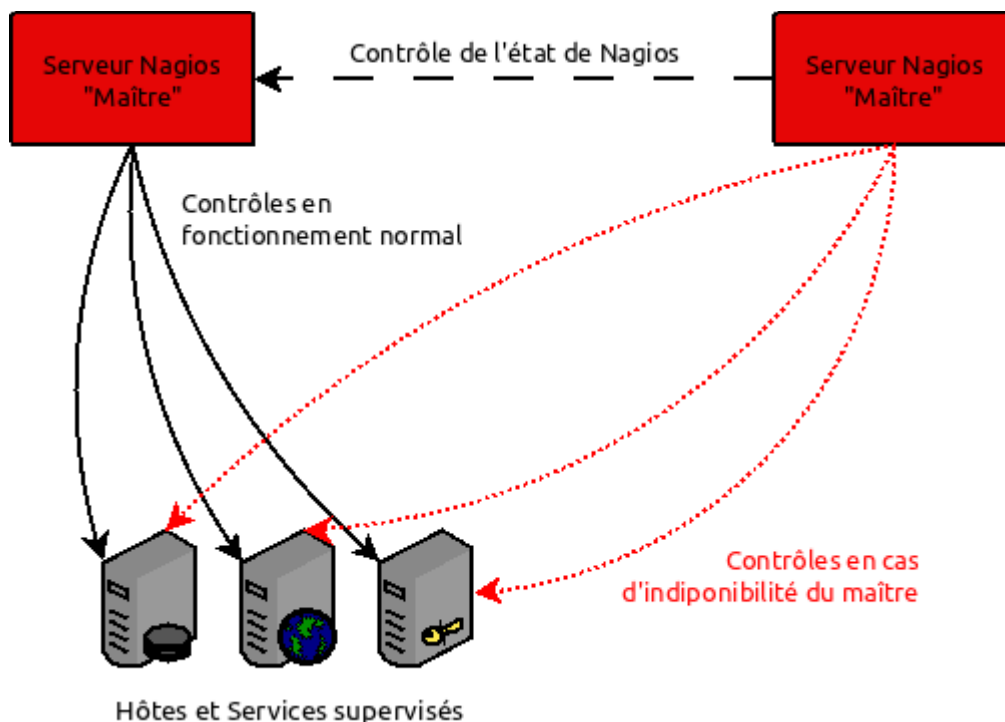 Serveur Nagios
"Maître"
Contrôle de l'état de Nagios
Serveur Nagios
"Maître"
Contrôles en
fonctionnement normal
Contrôles en cas
d'indiponibilité du maître
Hôtes et Services supervisés